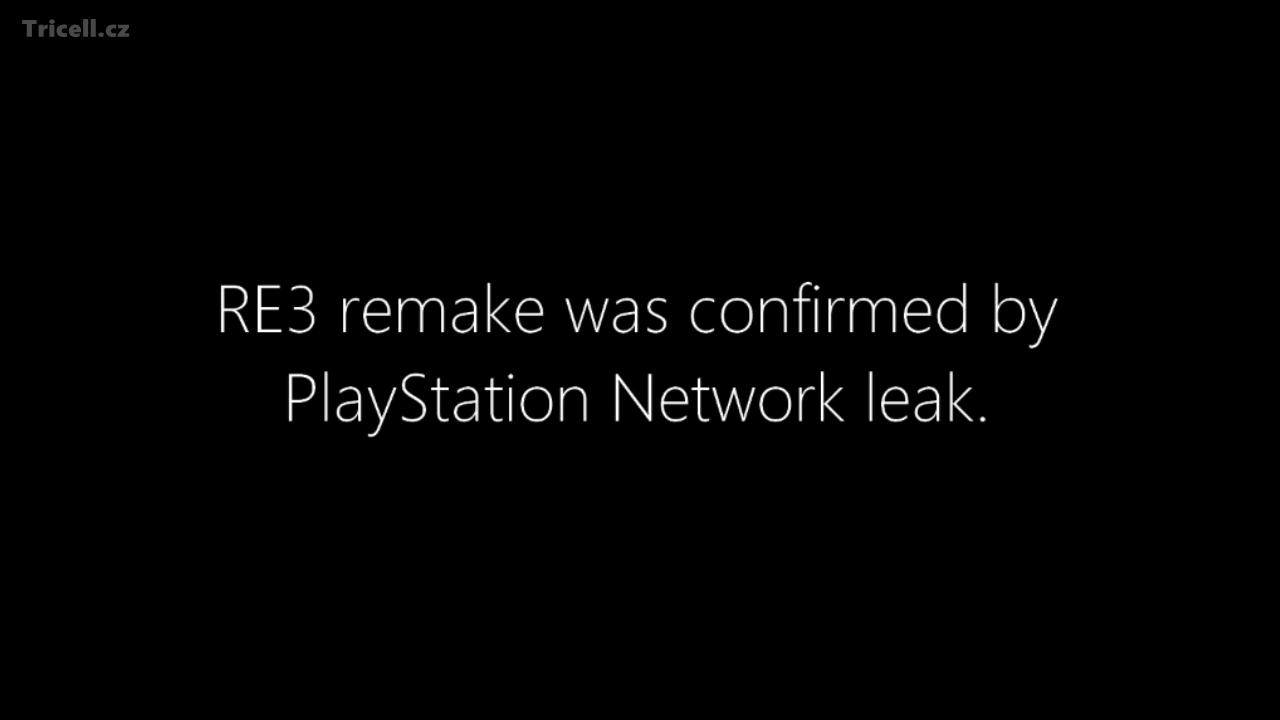 Tricell.cz
RE3 remake was confirmed by
PlayStation Network leak.